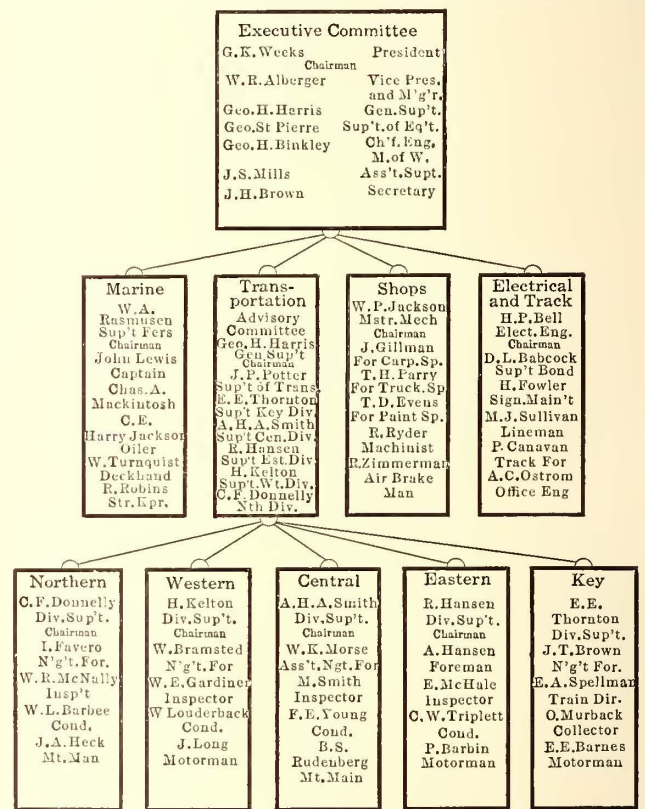 Executive Committee
G.K.Weeks President
Chairman
W.R.Alberger Vice Pres.
and M'g'r.
Geo.H.Harris Gen.Sup't.
Geo.St Pierre Sup't.of Eq't.
Geo.H.Binkley Ch'f.Eng.
M.of W.
J.S.Mills Ass't.Supt.
J.H.Brown Secretary
Marine
W.A.
Rasmusen
Sup't Fers
Chairman
John Lewis
Captain
Chas.A.
Mackintosh
C.E.
Harry Jackson
Oiler
W.Turnquist
Deckhand
R.Robins
Str.Kpr.
Trans-
portation
Advisory
Committee
Geo.H.Harris
Gen.Sup't
Chairman
J.P.Potter
Sup't of Trans.
E.E.Thornton
Sup't Key Div.
A.H.A.Smith
Sup't Cen.Div.
R.Hansen
Sup't Est.Div
H.Kelton
Sup't.Wt.Div.
C.F.Donnelly
Nth Div.
Shops
W.P.Jackson
Mstr.Mech
Chairman
J.Gillman
For Carp.Sp.
T.H.Parry
For Truck.Sp.
T.D.Evens
For Paint Sp.
R.Ryder
Machinist
R.Zimmerman
Air Brake
Man
Electrical
and Track
H.P.Bell
Elect.Eng.
Chairman
D.L.Babcock
Sup't Bond
H.Fowler
Sign.Main't
M.J.Sullivan
Lineman
P.Canavan
Track For
A.C.Ostrom
Office Eng
Northern
C.F.Donnelly
Div.Sup't.
Chairman
I.Favero
N'g't.For.
W.R.McNally
Insp't
W.L.Barbee
Cond.
J.A.Heck
Mt.Man
Western
H.Kelton
Div.Sup't.
Chairman
W.Bramsted
N'g't.For
W.E.Gardiner
Inspector
W Louderback
Cond.
J.Long
Motorman
Central
A.H.A.Smith
Div.Sup't.
Chairman
W.K.Morse
Ass't.Ngt.For
M.Smith
Inspector
F.E.Young
Cond.
B.S.
Rudenberg
Mt.Main
Eastern
R.Hansen
Div.Sup't.
Chairman
A.Hansen
Foreman
E.McHale
Inspector
C.W.Triplett
Cond.
P.Barbin
Motorman
Key
E.E.
Thornton
Div.Sup't.
J.T.Brown
N'g't For.
E.A.Spellman
Train Dir.
O.Murback
Collector
E.E.Barnes
Motorman